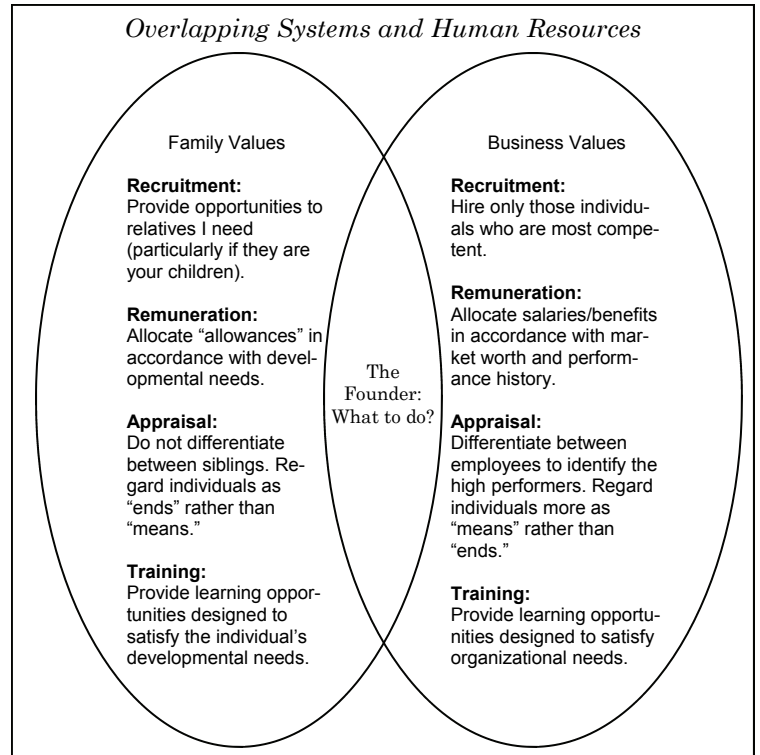 Overlapping Systems and Human Resources
Family Values
Recruitment:
Provide opportunities to
relatives I need
(particularly if they are
your children).
Remuneration:
Allocate “allowances” in
accordance with devel-
opmental needs.
Appraisal:
Do not differentiate
between siblings. Re-
gard individuals as
“ends” rather than
“means.”
Training:
Provide learning oppor-
tunities designed to
satisfy the individual’s
developmental needs.
The
Founder:
What to do?
Business Values
Recruitment:
Hire only those individu-
als who are most compe-
tent.
Remuneration:
Allocate salaries/benefits
in accordance with mar-
ket worth and perform-
ance history.
Appraisal:
Differentiate between
employees to identify the
high performers. Regard
individuals more as
“means” rather than
“ends.”
Training:
Provide learning opportu-
nities designed to satisfy
organizational needs.